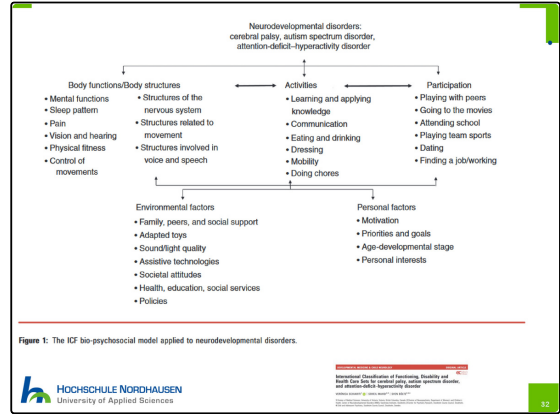 Neurodevelopmental disorders:
cerebral palsy, autism spectrum disorder,
attention-deficit–hyperactivity disorder
Body functions/Body structures
• Mental functions
• Sleep pattern
• Pain
• Vision and hearing
• Physical fitness
• Control of
movements
• Structures of the
nervous system
• Structures related to
movement
• Structures involved in
voice and speech
Activities
• Learning and applying
knowledge
• Communication
• Eating and drinking
• Dressing
• Mobility
• Doing chores
Participation
• Playing with peers
• Going to the movies
• Attending school
• Playing team sports
• Dating
• Finding a job/working
Environmental factors
• Family, peers, and social support
• Adapted toys
• Sound/light quality
• Assistive technologies
• Societal attitudes
• Health, education, social services
• Policies
Personal factors
• Motivation
• Priorities and goals
• Age-developmental stage
• Personal interests
Figure 1: The ICF bio-psychosocial model applied to neurodevelopmental disorders.
International Classification of Functioning, Disability and
Health Core Sets for cerebral palsy, autism spectrum disorder,
and attention-deficit–hyperactivity disorder
HOCHSCHULE NORDHAUSEN
University of Applied Sciences
32